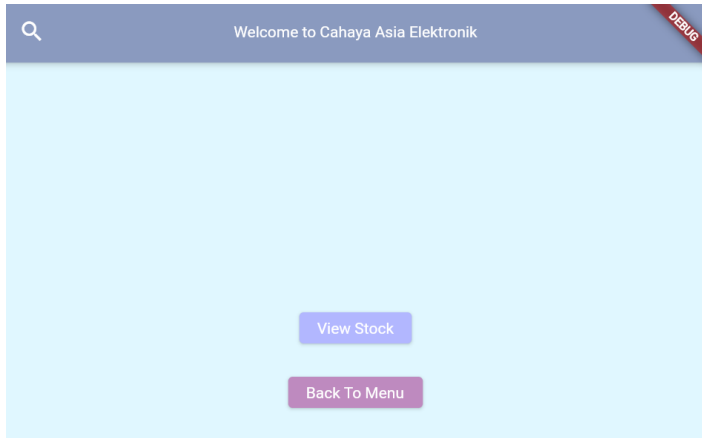 Welcome to Cahaya Asia Elektronik
DEBUG
View Stock
Back To Menu